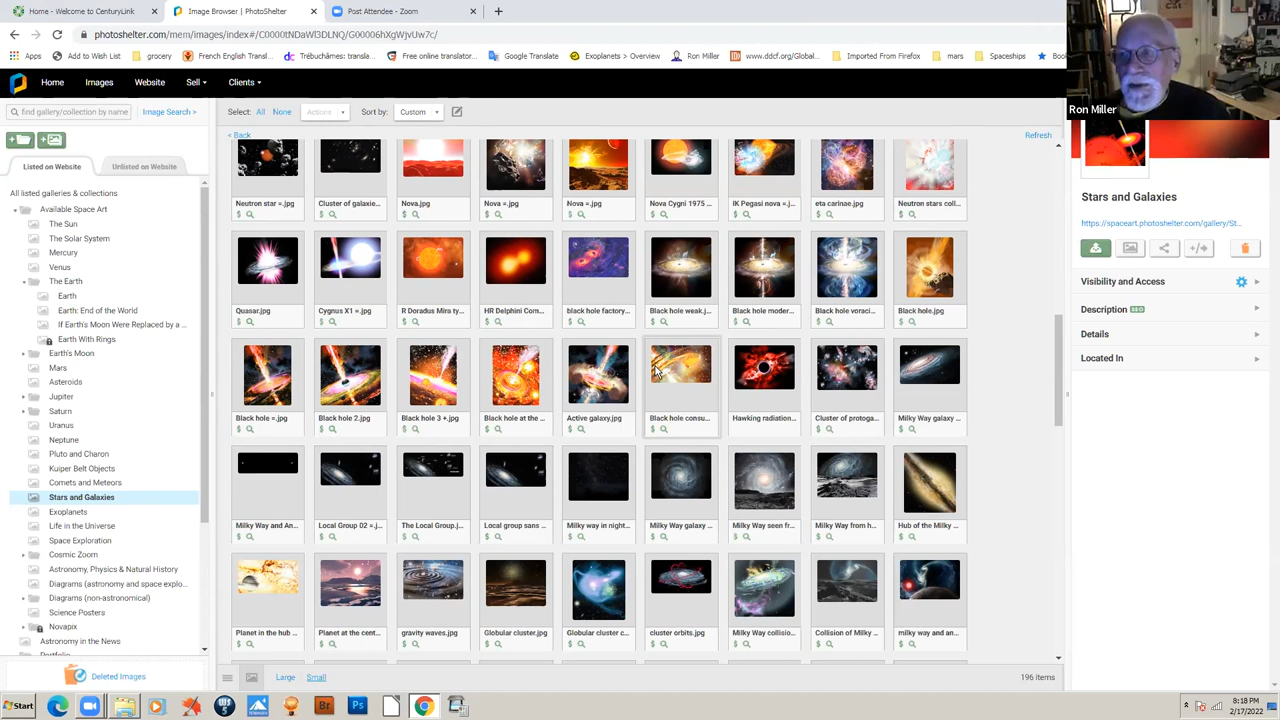 Home - Welcome to CenturyLink
Image Browser | PhotoShelter
Post Attendee - Zoom
photoshelter.com/mem/images/index#/C0000tNDaWl3DLNQ/G00006hXgWjvUc7/
Apps
Add to Wish List
grocery
French English Transl...
Trébuchâmes: transl...
Free online translator...
Google Translate
Exoplanets > Overview
Ron Miller
www.ddcf.org/Global...
Imported From Firefox
mars
Spaceships
Home
Images
Website
Sell
Clients
Ron Miller
find gallery/collection by name
Image Search >
Select:
All
None
Actions
Sort by:
Custom
< Back
Refresh
Listed on Website
Unlisted on Website
All listed galleries & collections
Available Space Art
The Sun
The Solar System
Mercury
Venus
The Earth
Earth
Earth: End of the World
If Earth's Moon Were Replaced by a ...
Earth With Rings
Earth's Moon
Mars
Asteroids
Jupiter
Saturn
Uranus
Neptune
Pluto and Charon
Kuiper Belt Objects
Comets and Meteors
Stars and Galaxies
Exoplanets
Life in the Universe
Space Exploration
Cosmic Zoom
Astronomy, Physics & Natural History
Diagrams (astronomy and space explo...
Diagrams (non-astronomical)
Science Posters
Novapix
Astronomy in the News
Deleted Images
Neutron star =.jpg
Cluster of galaxie...
Nova.jpg
Nova =.jpg
Nova =.jpg
Nova Cygni 1975 ...
IK Pegasi nova =.j...
eta carinae.jpg
Neutron stars coll...
Quasar.jpg
Cygnus X1 =.jpg
R Doradus Mira ty...
HR Delphini Com...
black hole factory...
Black hole weak.j...
Black hole moder...
Black hole voraci...
Black hole.jpg
Black hole =.jpg
Black hole 2.jpg
Black hole 3 +.jpg
Black hole at the ...
Active galaxy.jpg
Black hole consu...
Hawking radiation...
Cluster of protoga...
Milky Way galaxy ...
Milky Way and An...
Local Group 02 =.j...
The Local Group.j...
Local group sans ...
Milky way in night...
Milky Way galaxy ...
Milky Way seen fr...
Milky Way from h...
Hub of the Milky ...
Planet in the hub ...
Planet at the cent...
gravity waves.jpg
Globular cluster.jpg
Globular cluster c...
cluster orbits.jpg
Milky Way collisio...
Collision of Milky ...
milky way and an...
Large
Small
196 items
Stars and Galaxies
https://spaceart.photoshelter.com/gallery/St...
Visibility and Access
Description
Details
Located In
Start
Br
Ps
8:18 PM
2/17/2022